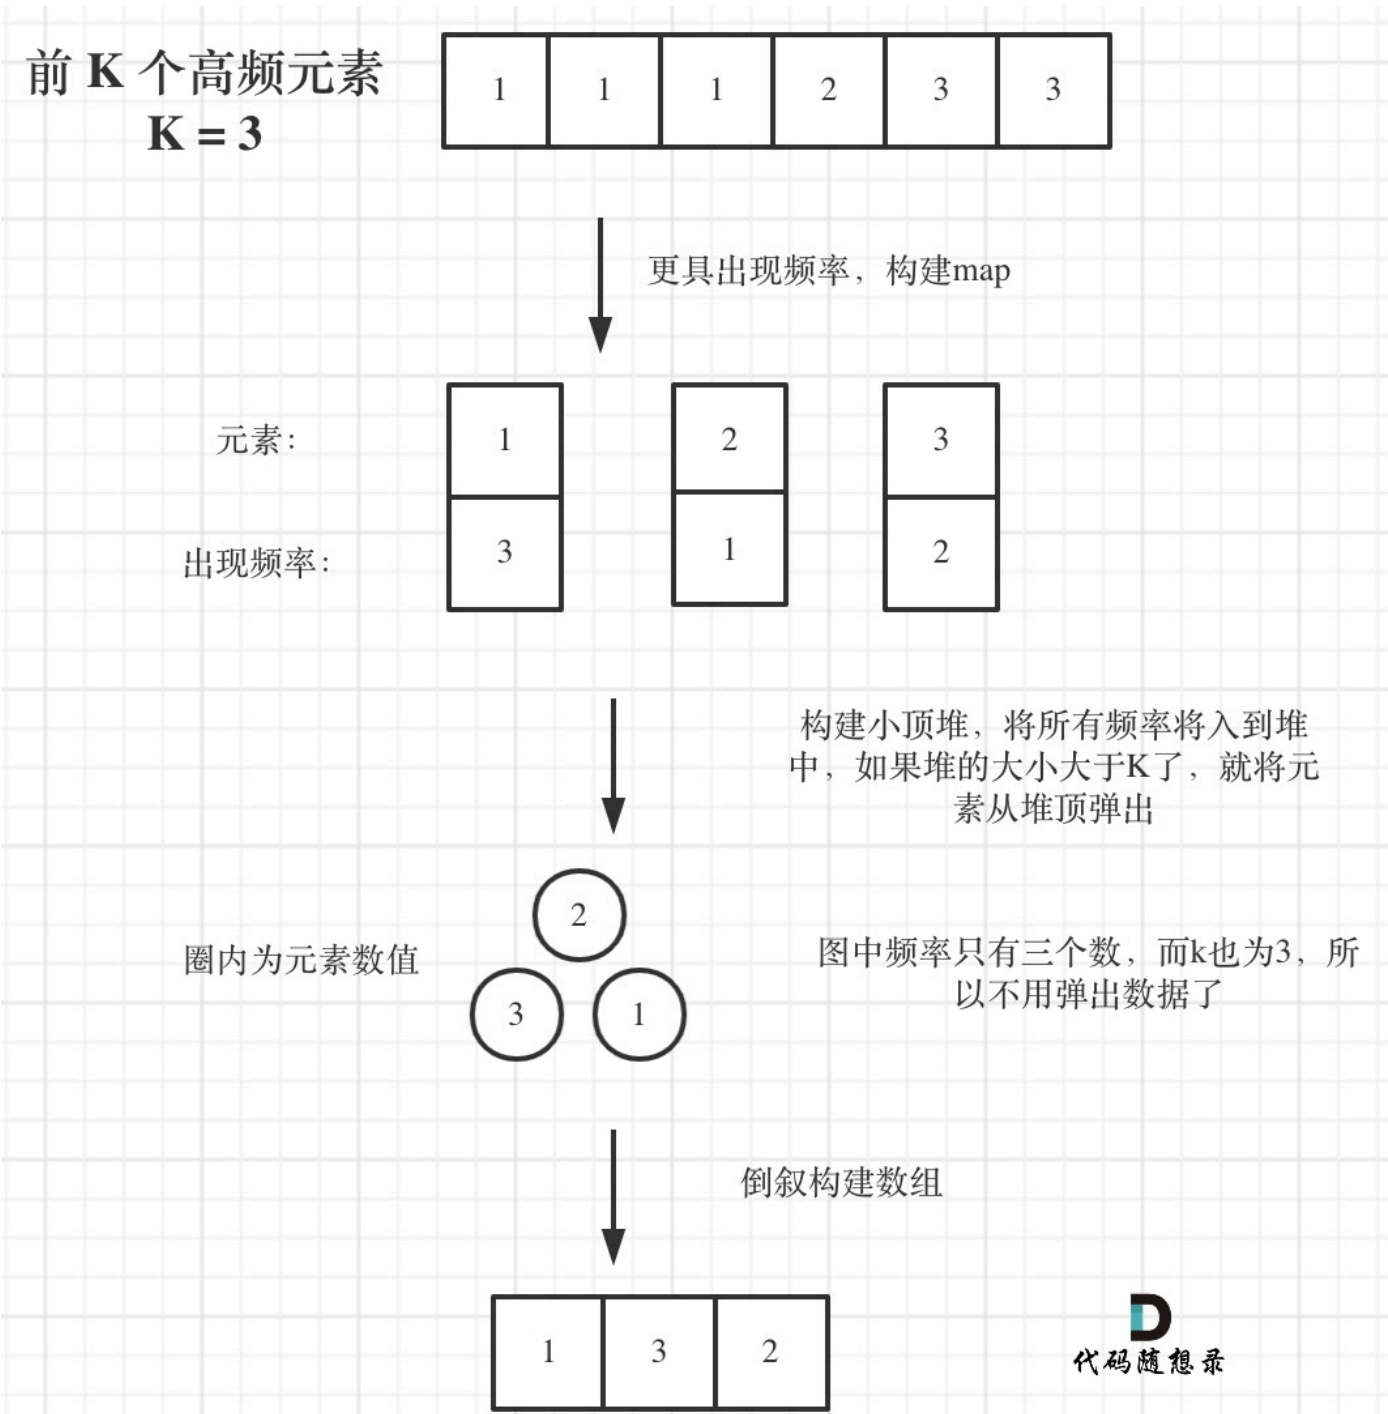 前 K 个高频元素
K = 3
1 1 1 2 3 3
更具出现频率，构建map
元素：
1 2 3
出现频率：
3 1 2
构建小顶堆，将所有频率将入到堆
中，如果堆的大小大于K了，就将元
素从堆顶弹出
2
圈内为元素数值
3 1
图中频率只有三个数，而k也为3，所
以不用弹出数据了
倒叙构建数组
1 3 2
代码随想录